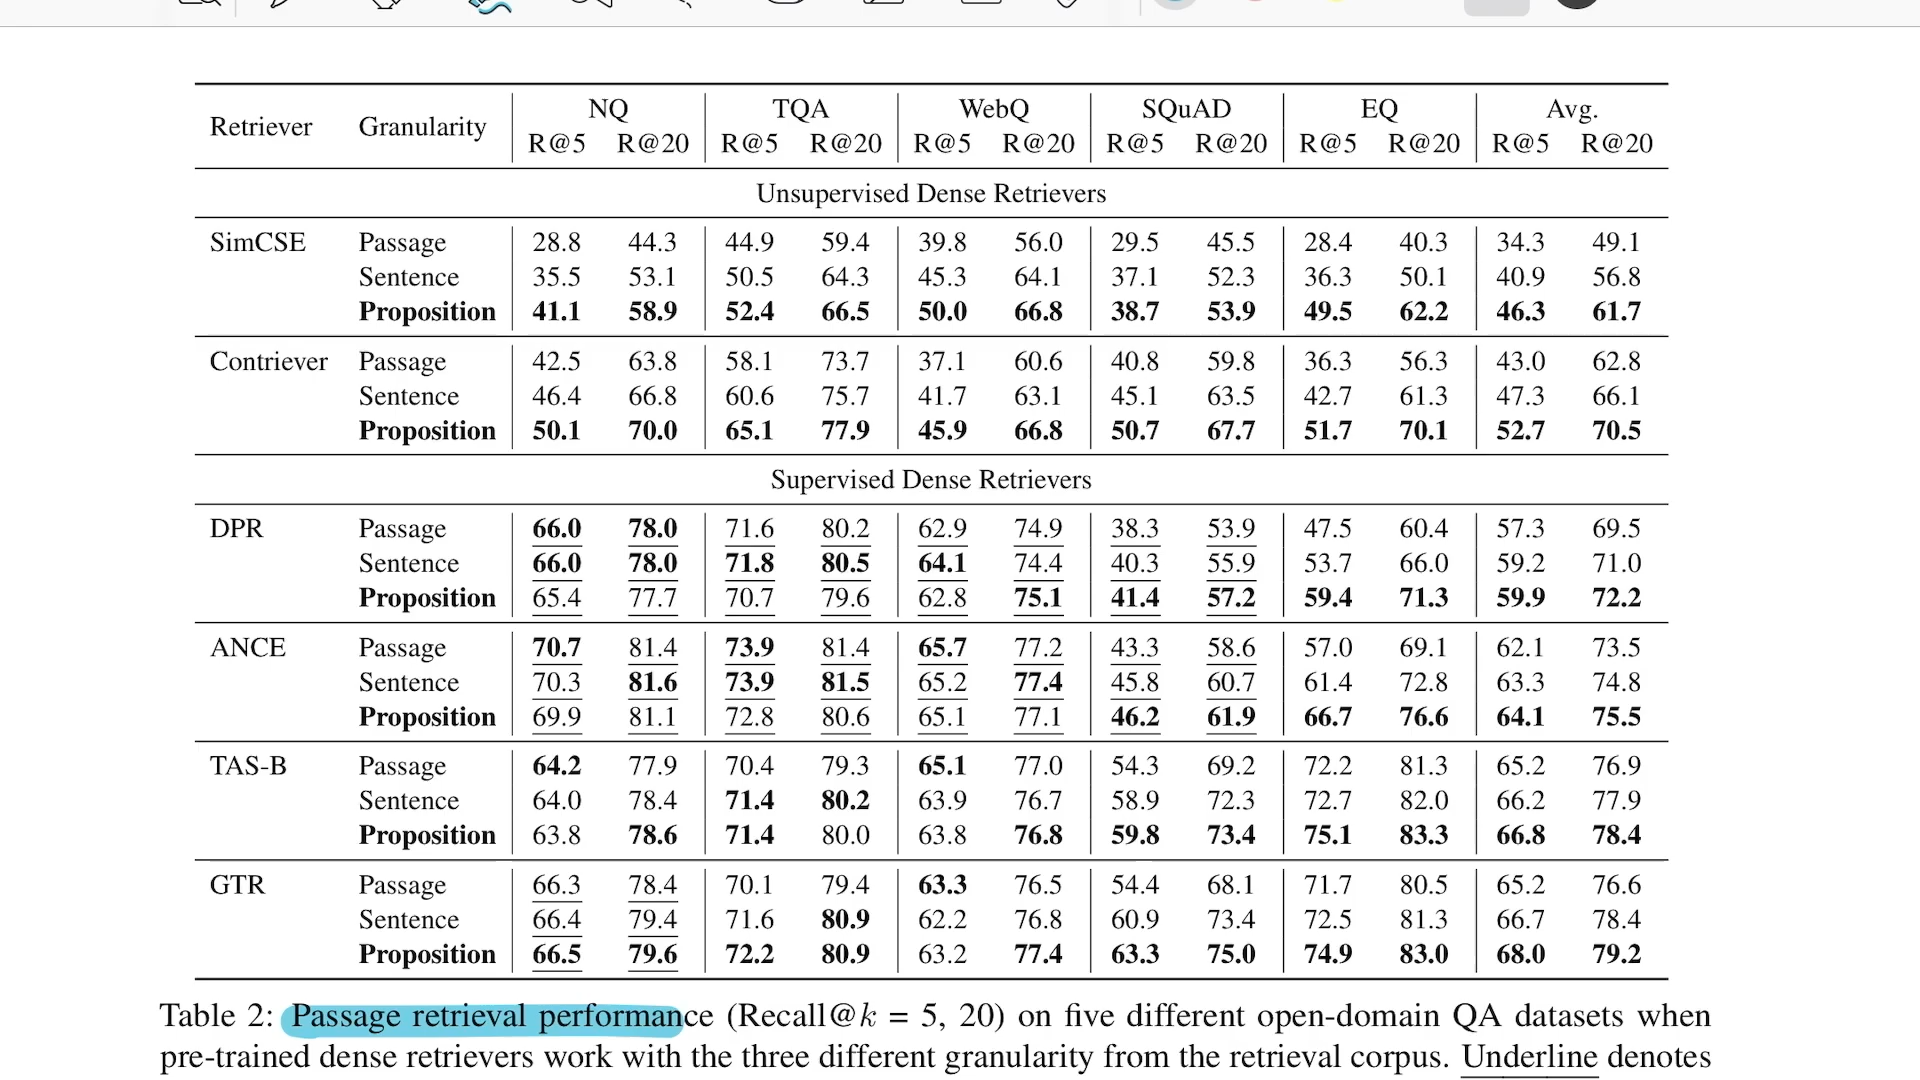 NQ TQA WebQ SQuAD EQ Avg.
Retriever Granularity R@5 R@20 R@5 R@20 R@5 R@20 R@5 R@20 R@5 R@20 R@5 R@20
Unsupervised Dense Retrievers
SimCSE Passage 28.8 44.3 44.9 59.4 39.8 56.0 29.5 45.5 28.4 40.3 34.3 49.1
Sentence 35.5 53.1 50.5 64.3 45.3 64.1 37.1 52.3 36.3 50.1 40.9 56.8
Proposition 41.1 58.9 52.4 66.5 50.0 66.8 38.7 53.9 49.5 62.2 46.3 61.7
Contriever Passage 42.5 63.8 58.1 73.7 37.1 60.6 40.8 59.8 36.3 56.3 43.0 62.8
Sentence 46.4 66.8 60.6 75.7 41.7 63.1 45.1 63.5 42.7 61.3 47.3 66.1
Proposition 50.1 70.0 65.1 77.9 45.9 66.8 50.7 67.7 51.7 70.1 52.7 70.5
Supervised Dense Retrievers
DPR Passage 66.0 78.0 71.6 80.2 62.9 74.9 38.3 53.9 47.5 60.4 57.3 69.5
Sentence 66.0 78.0 71.8 80.5 64.1 74.4 40.3 55.9 53.7 66.0 59.2 71.0
Proposition 65.4 77.7 70.7 79.6 62.8 75.1 41.4 57.2 59.4 71.3 59.9 72.2
ANCE Passage 70.7 81.4 73.9 81.4 65.7 77.2 43.3 58.6 57.0 69.1 62.1 73.5
Sentence 70.3 81.6 73.9 81.5 65.2 77.4 45.8 60.7 61.4 72.8 63.3 74.8
Proposition 69.9 81.1 72.8 80.6 65.1 77.1 46.2 61.9 66.7 76.6 64.1 75.5
TAS-B Passage 64.2 77.9 70.4 79.3 65.1 77.0 54.3 69.2 72.2 81.3 65.2 76.9
Sentence 64.0 78.4 71.4 80.2 63.9 76.7 58.9 72.3 72.7 82.0 66.2 77.9
Proposition 63.8 78.6 71.4 80.0 63.8 76.8 59.8 73.4 75.1 83.3 66.8 78.4
GTR Passage 66.3 78.4 70.1 79.4 63.3 76.5 54.4 68.1 71.7 80.5 65.2 76.6
Sentence 66.4 79.4 71.6 80.9 62.2 76.8 60.9 73.4 72.5 81.3 66.7 78.4
Proposition 66.5 79.6 72.2 80.9 63.2 77.4 63.3 75.0 74.9 83.0 68.0 79.2
Table 2: Passage retrieval performance (Recall@k = 5, 20) on five different open-domain QA datasets when
pre-trained dense retrievers work with the three different granularity from the retrieval corpus. Underline denotes